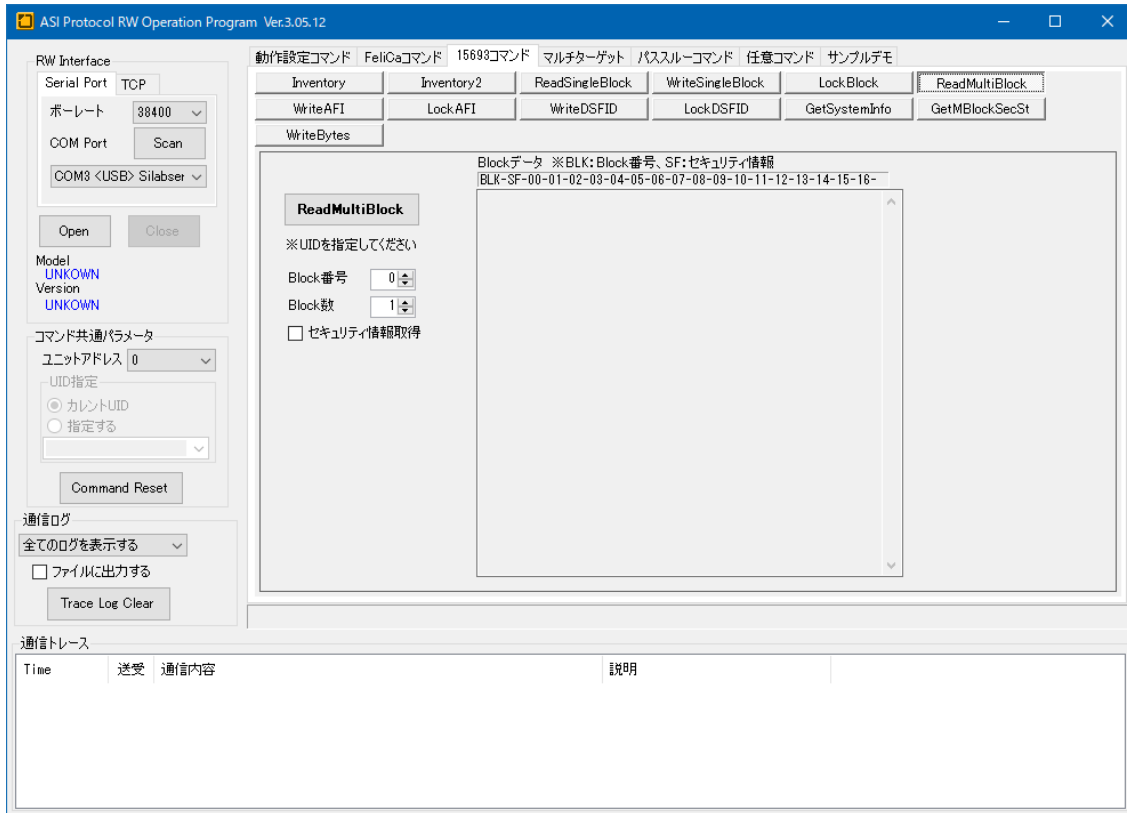 ASI Protocol RW Operation Program Ver.3.05.12
RW Interface
Serial Port TCP
ボーレート 38400
COM Port Scan
COM3 <USB> Silabser
Open Close
Model
UNKOWN
Version
UNKOWN
コマンド共通パラメータ
ユニットアドレス 0
UID指定
カレントUID
指定する
Command Reset
通信ログ
全てのログを表示する
ファイルに出力する
Trace Log Clear
動作設定コマンド FeliCaコマンド 15693コマンド マルチターゲット パススルーコマンド 任意コマンド サンプルデモ
Inventory Inventory2 ReadSingleBlock WriteSingleBlock LockBlock ReadMultiBlock
WriteAFI LockAFI WriteDSFID LockDSFID GetSystemInfo GetMBlockSecSt
WriteBytes
Blockデータ ※BLK:Block番号、SF:セキュリティ情報
BLK-SF-00-01-02-03-04-05-06-07-08-09-10-11-12-13-14-15-16-
ReadMultiBlock
※UIDを指定してください
Block番号 0
Block数 1
セキュリティ情報取得
通信トレース
Time 送受 通信内容 説明